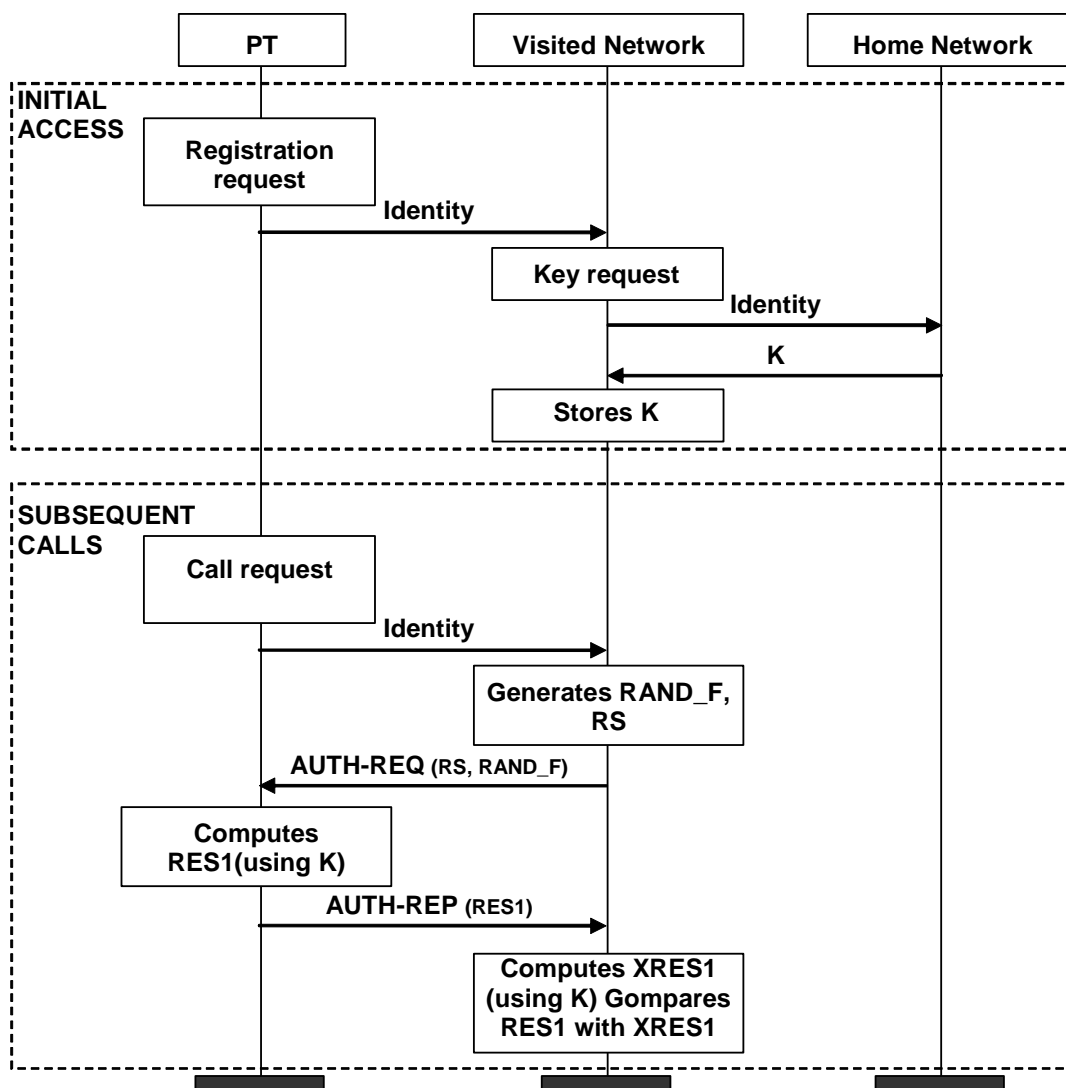 PT
Visited Network
Home Network
INITIAL
ACCESS
Registration
request
Identity
Key request
Identity
K
Stores K
SUBSEQUENT
CALLS
Call request
Identity
Generates RAND_F,
RS
AUTH-REQ (RS, RAND_F)
Computes
RES1(using K)
AUTH-REP (RES1)
Computes XRES1
(using K) Gompares
RES1 with XRES1